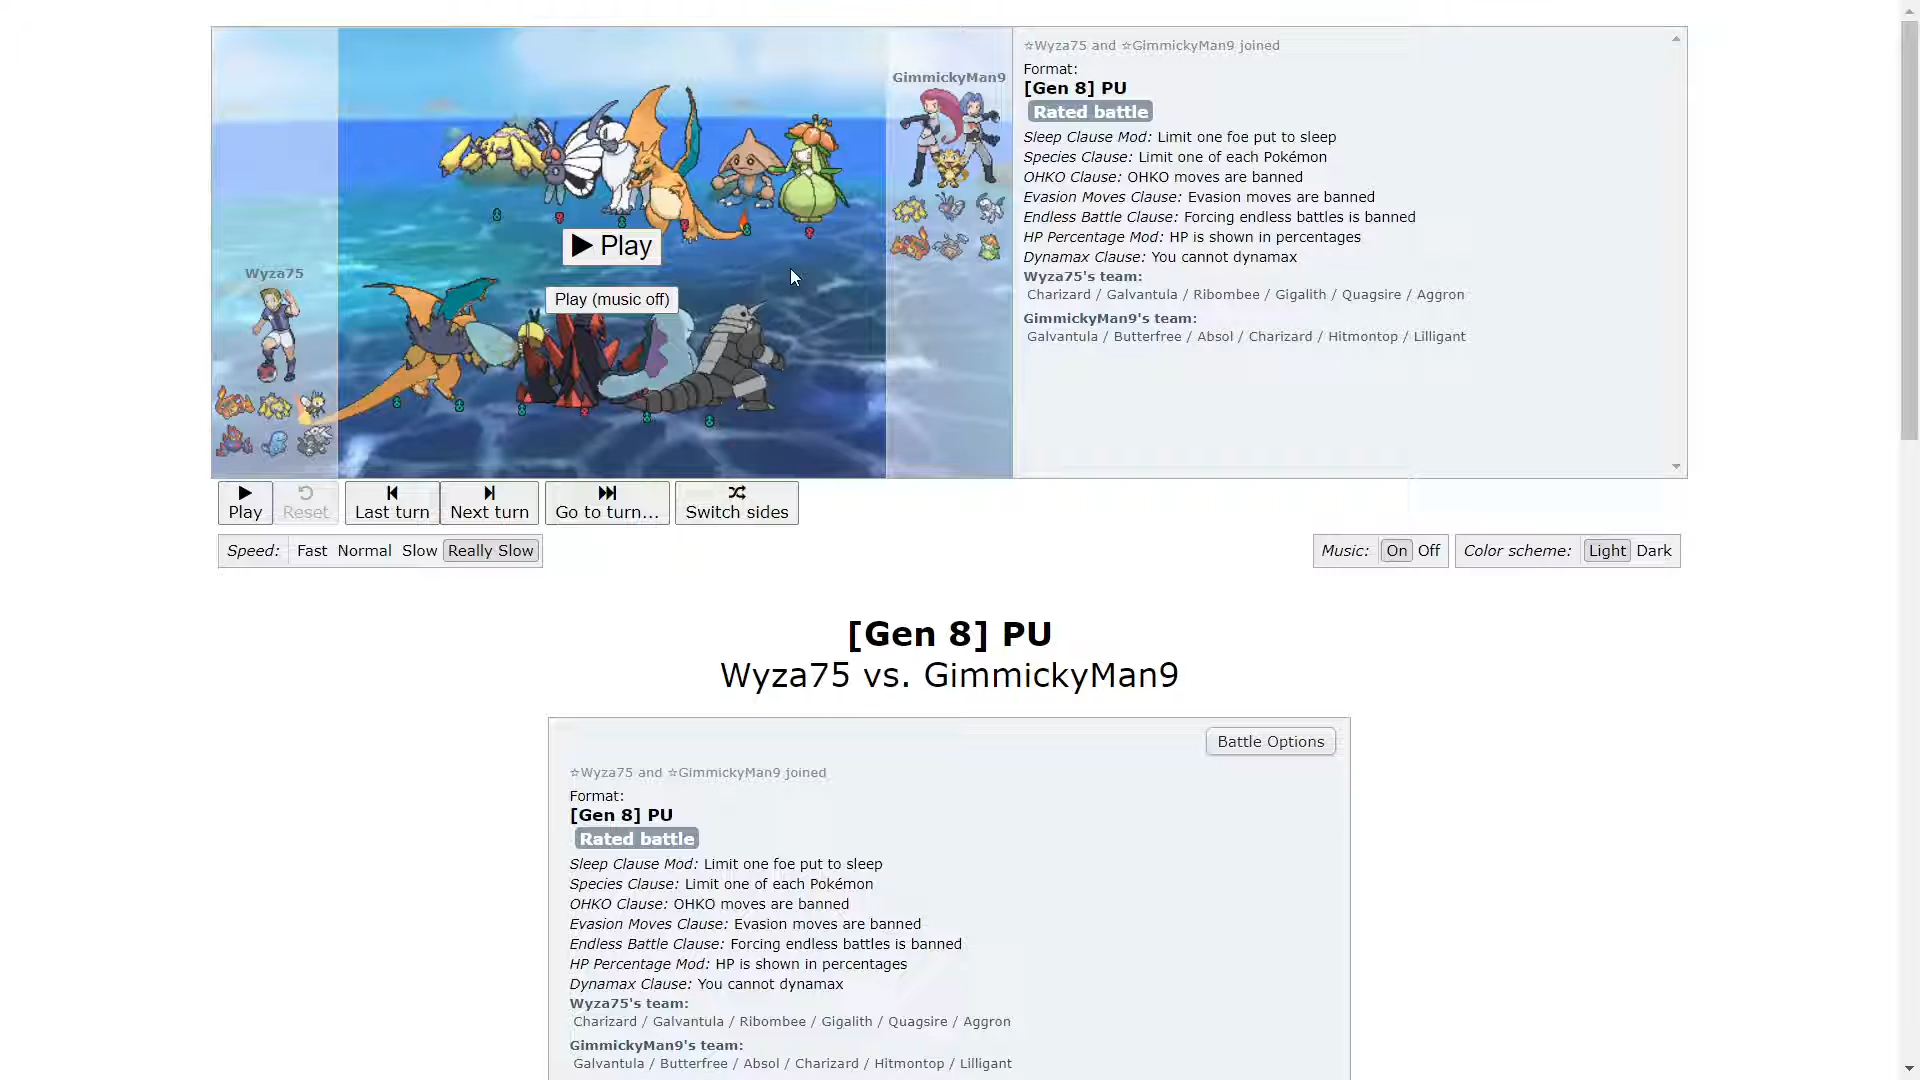 ☆Wyza75 and ☆GimmickyMan9 joined
Format:
[Gen 8] PU
Rated battle
Sleep Clause Mod: Limit one foe put to sleep
Species Clause: Limit one of each Pokémon
OHKO Clause: OHKO moves are banned
Evasion Moves Clause: Evasion moves are banned
Endless Battle Clause: Forcing endless battles is banned
HP Percentage Mod: HP is shown in percentages
Dynamax Clause: You cannot dynamax
Wyza75's team:
Charizard / Galvantula / Ribombee / Gigalith / Quagsire / Aggron
GimmickyMan9's team:
Galvantula / Butterfree / Absol / Charizard / Hitmontop / Lilligant
GimmickyMan9
Wyza75
Play
Play (music off)
Play
Reset
Last turn
Next turn
Go to turn...
Switch sides
Speed: Fast Normal Slow Really Slow
Music: On Off
Color scheme: Light Dark
[Gen 8] PU
Wyza75 vs. GimmickyMan9
Battle Options
☆Wyza75 and ☆GimmickyMan9 joined
Format:
[Gen 8] PU
Rated battle
Sleep Clause Mod: Limit one foe put to sleep
Species Clause: Limit one of each Pokémon
OHKO Clause: OHKO moves are banned
Evasion Moves Clause: Evasion moves are banned
Endless Battle Clause: Forcing endless battles is banned
HP Percentage Mod: HP is shown in percentages
Dynamax Clause: You cannot dynamax
Wyza75's team:
Charizard / Galvantula / Ribombee / Gigalith / Quagsire / Aggron
GimmickyMan9's team:
Galvantula / Butterfree / Absol / Charizard / Hitmontop / Lilligant